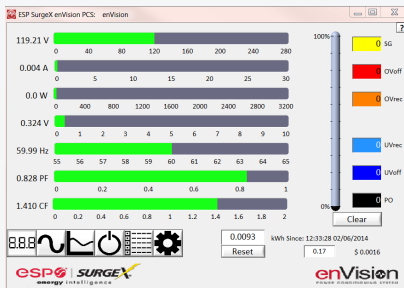 ESP SurgeX enVision PCS: enVision
?
119.21 V
0 40 80 120 160 200 240 280
0.004 A
0 5 10 15 20 25 30
0.0 W
0 400 800 1200 1600 2000 2400 2800 3200
0.324 V
0 1 2 3 4 5 6 7 8 9 10
59.99 Hz
55 56 57 58 59 60 61 62 63 64 65
0.828 PF
0 0.2 0.4 0.6 0.8 1
1.410 CF
0 0.2 0.4 0.6 0.8 1 1.2 1.4 1.6 1.8 2
100%
0%
0 SG
0 OVoff
0 OVrec
0 UVrec
0 UVoff
0 PO
Clear
8.8.8
0.0093 kWh Since: 12:33:28 02/06/2014
Reset 0.17 $ 0.0016
ESP SURGEX
energy intelligence
enVision
POWER CONDITIONING SYSTEM